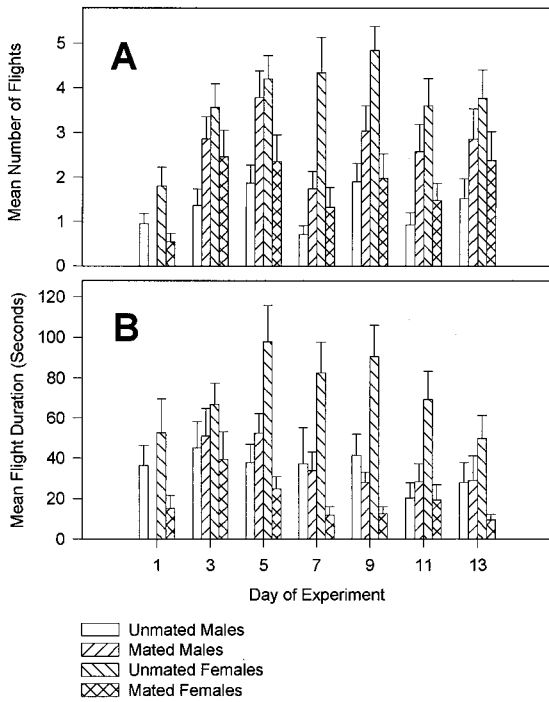 A
Mean Number of Flights
5
4
3
2
1
0
B
Mean Flight Duration (Seconds)
120
100
80
60
40
20
0
1 3 5 7 9 11 13
Day of Experiment
Unmated Males
Mated Males
Unmated Females
Mated Females